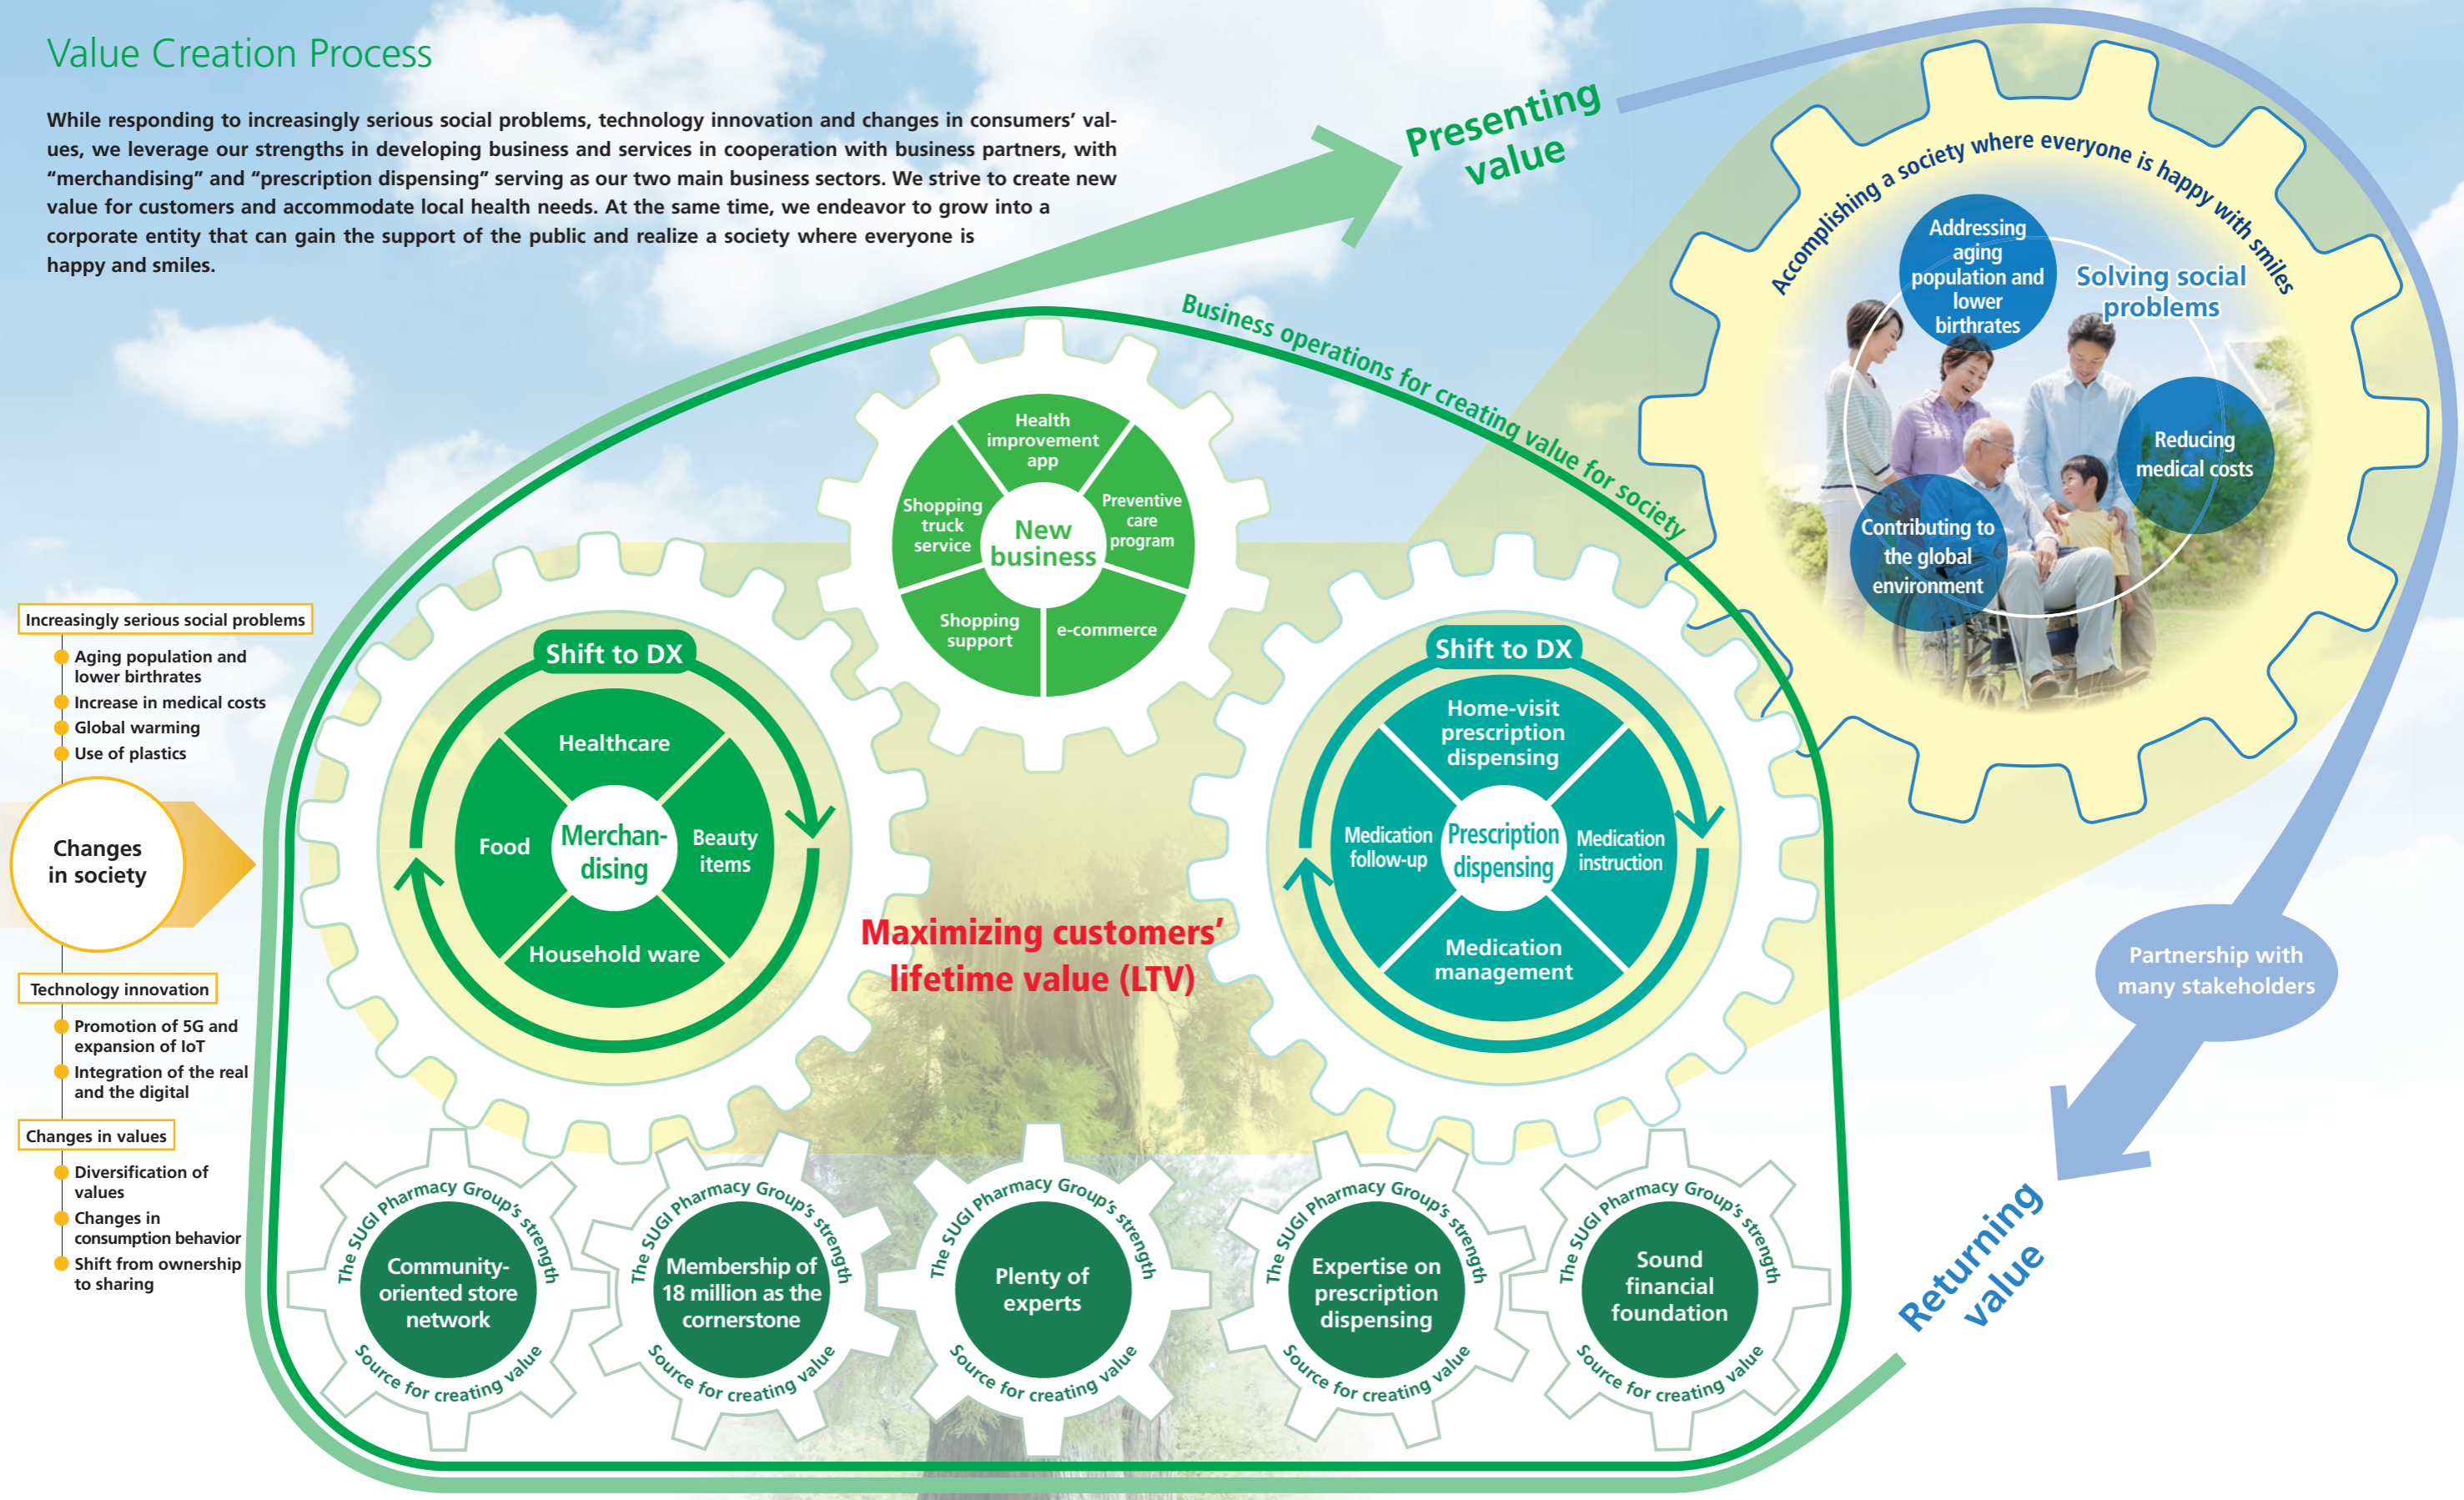 Value Creation Process
While responding to increasingly serious social problems, technology innovation and changes in consumers' val-
ues, we leverage our strengths in developing business and services in cooperation with business partners, with
“merchandising” and “prescription dispensing” serving as our two main business sectors. We strive to create new
value for customers and accommodate local health needs. At the same time, we endeavor to grow into a
corporate entity that can gain the support of the public and realize a society where everyone is
happy and smiles.
Presenting
value
Accomplishing a society where everyone is happy with smiles
Addressing
aging
population and
lower
birthrates
Solving social
problems
Reducing
medical costs
Contributing to
the global
environment
Business operations for creating value for society
Health
improvement
app
Preventive
care
program
e-commerce
Shopping
support
Shopping
truck
service
New
business
Increasingly serious social problems
Aging population and
lower birthrates
Increase in medical costs
Global warming
Use of plastics
Changes
in society
Technology innovation
Promotion of 5G and
expansion of IoT
Integration of the real
and the digital
Changes in values
Diversification of
values
Changes in
consumption behavior
Shift from ownership
to sharing
Shift to DX
Healthcare
Food
Merchan-
dising
Beauty
items
Household ware
Maximizing customers’
lifetime value (LTV)
Shift to DX
Home-visit
prescription
dispensing
Medication
follow-up
Prescription
dispensing
Medication
instruction
Medication
management
Partnership with
many stakeholders
Returning
value
The SUGI Pharmacy Group's strength
Community-
oriented store
network
Source for creating value
The SUGI Pharmacy Group's strength
Membership of
18 million as the
cornerstone
Source for creating value
The SUGI Pharmacy Group's strength
Plenty of
experts
Source for creating value
The SUGI Pharmacy Group's strength
Expertise on
prescription
dispensing
Source for creating value
The SUGI Pharmacy Group's strength
Sound
financial
foundation
Source for creating value